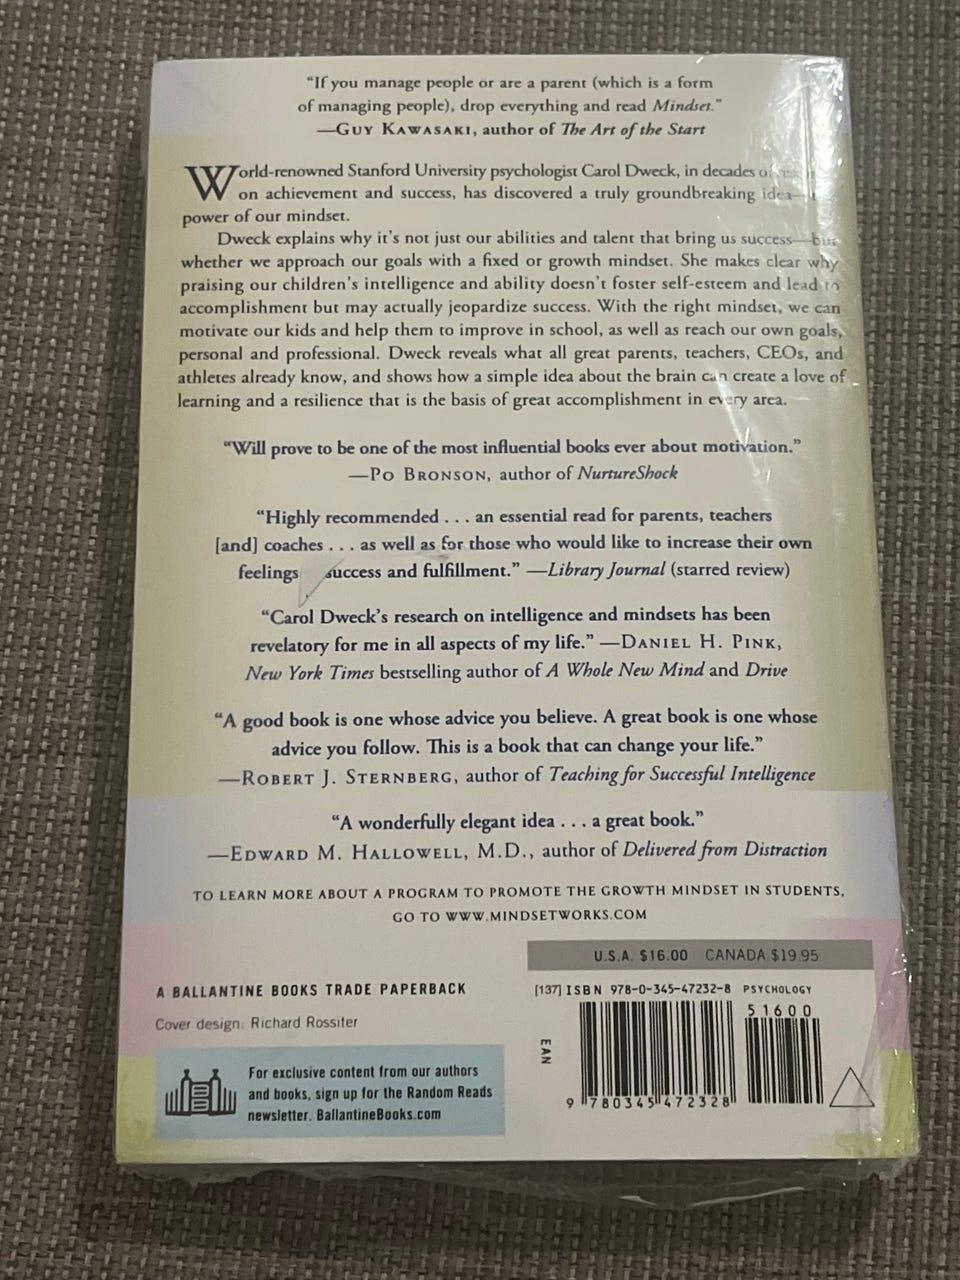 “If you manage people or are a parent (which is a form
of managing people), drop everything and read Mindset.”
—GUY KAWASAKI, author of The Art of the Start
World-renowned Stanford University psychologist Carol Dweck, in decades
on achievement and success, has discovered a truly groundbreaking idea—
power of our mindset.
Dweck explains why it’s not just our abilities and talent that bring us success—but
whether we approach our goals with a fixed or growth mindset. She makes clear why
praising our children’s intelligence and ability doesn’t foster self-esteem and lead to
accomplishment but may actually jeopardize success. With the right mindset, we can
motivate our kids and help them to improve in school, as well as reach our own goals,
personal and professional. Dweck reveals what all great parents, teachers, CEOs, and
athletes already know, and shows how a simple idea about the brain can create a love of
learning and a resilience that is the basis of great accomplishment in every area.
“Will prove to be one of the most influential books ever about motivation.”
—PO BRONSON, author of NurtureShock
“Highly recommended . . . an essential read for parents, teachers
[and] coaches . . . as well as for those who would like to increase their own
feelings success and fulfillment.” —Library Journal (starred review)
“Carol Dweck’s research on intelligence and mindsets has been
revelatory for me in all aspects of my life.” —DANIEL H. PINK,
New York Times bestselling author of A Whole New Mind and Drive
“A good book is one whose advice you believe. A great book is one whose
advice you follow. This is a book that can change your life.”
—ROBERT J. STERNBERG, author of Teaching for Successful Intelligence
“A wonderfully elegant idea . . . a great book.”
—EDWARD M. HALLOWELL, M.D., author of Delivered from Distraction
TO LEARN MORE ABOUT A PROGRAM TO PROMOTE THE GROWTH MINDSET IN STUDENTS,
GO TO WWW.MINDSETWORKS.COM
U.S.A. $16.00 CANADA $19.95
A BALLANTINE BOOKS TRADE PAPERBACK
Cover design: Richard Rossiter
For exclusive content from our authors
and books, sign up for the Random Reads
newsletter. BallantineBooks.com
[137] ISBN 978-0-345-47232-8 PSYCHOLOGY
51600
EAN
9 780345 472328